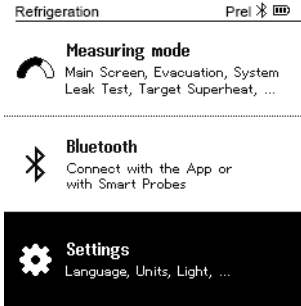 Refrigeration Prel
Measuring mode
Main Screen, Evacuation, System
Leak Test, Target Superheat, ...
Bluetooth
Connect with the App or
with Smart Probes
Settings
Language, Units, Light, ...